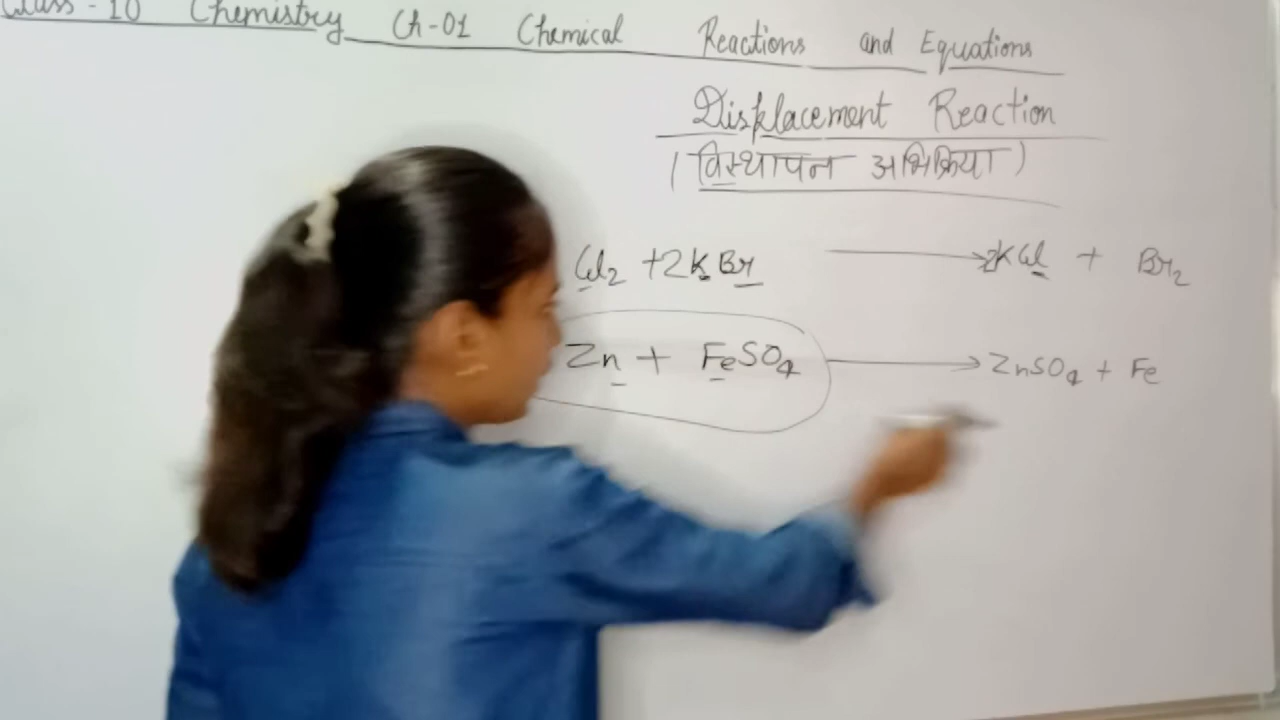 Class - 10 Chemistry Ch-01 Chemical Reactions and Equations
Displacement Reaction
(विस्थापन अभिक्रिया)
Cl2 + 2KBr → 2KCl + Br2
Zn + FeSO4 → ZnSO4 + Fe